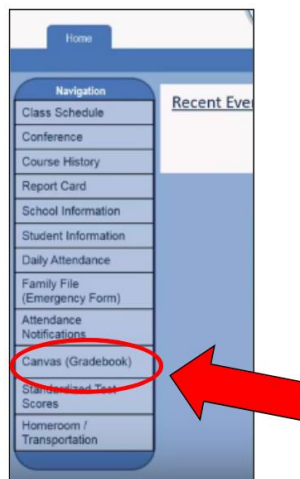 Home
Navigation
Recent Eve
Class Schedule
Conference
Course History
Report Card
School Information
Student Information
Daily Attendance
Family File
(Emergency Form)
Attendance
Notifications
Canvas (Gradebook)
Standardized Test
Scores
Homeroom /
Transportation